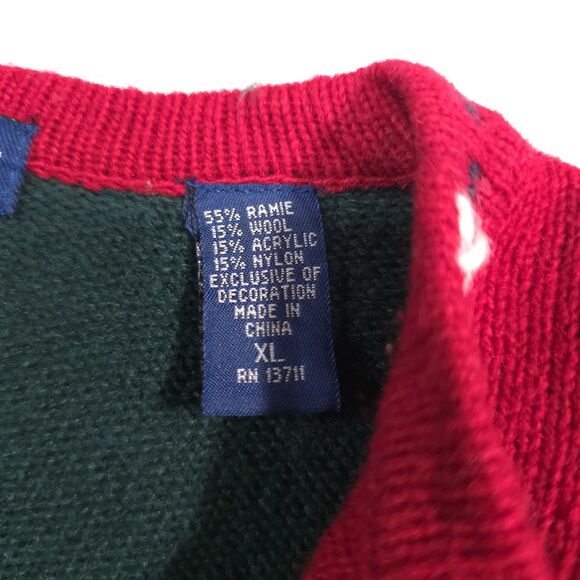 55% RAMIE
15% WOOL
15% ACRYLIC
15% NYLON
EXCLUSIVE OF
DECORATION
MADE IN
CHINA
XL
RN 13711